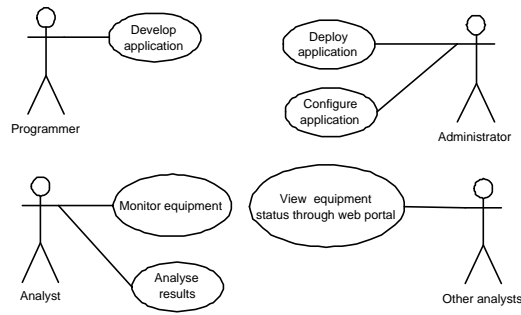 Develop
application
Programmer
Deploy
application
Configure
application
Administrator
Monitor equipment
Analyse
results
Analyst
View equipment
status through web portal
Other analysts